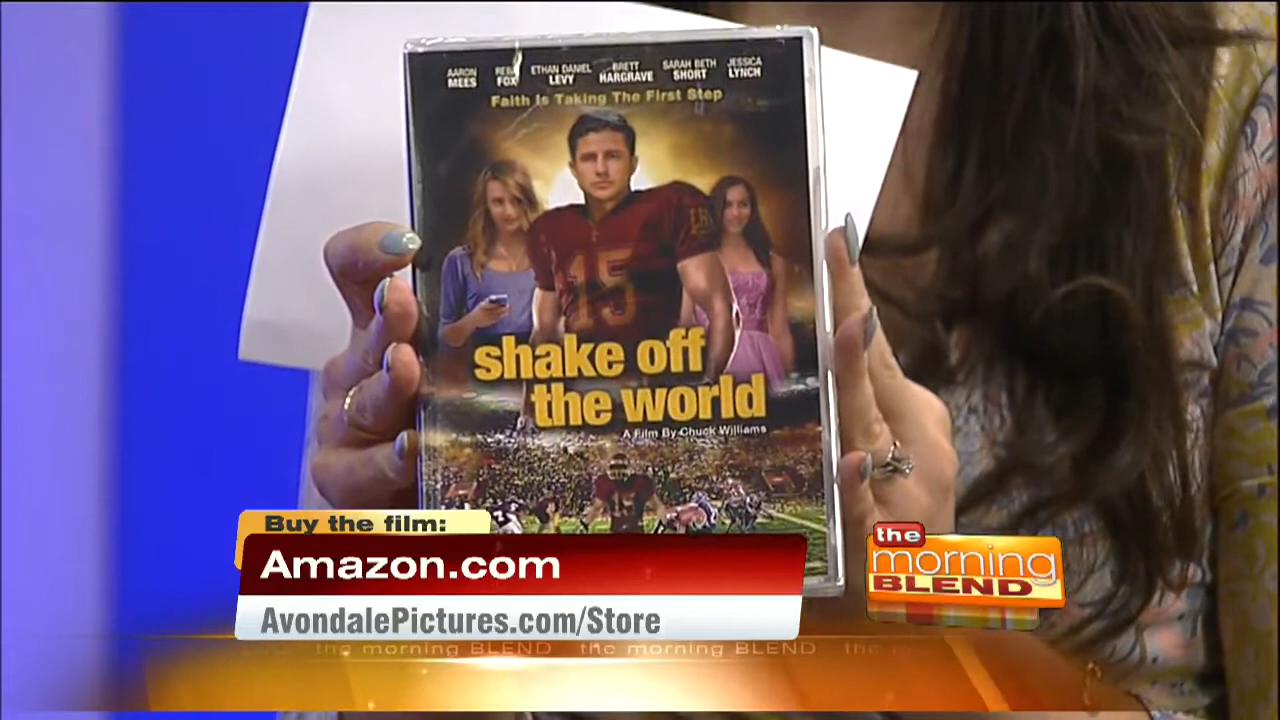 AARON MEES
FOX
ETHAN DANIEL LEVY
BRETT HARGRAVE
SARAH BETH SHORT
JESSICA LYNCH
Faith Is Taking The First Step
15
shake off
the world
A Film By Chuck Williams
Buy the film:
Amazon.com
AvondalePictures.com/Store
the
morning
BLEND
the morning BLEND the morning BLEND the